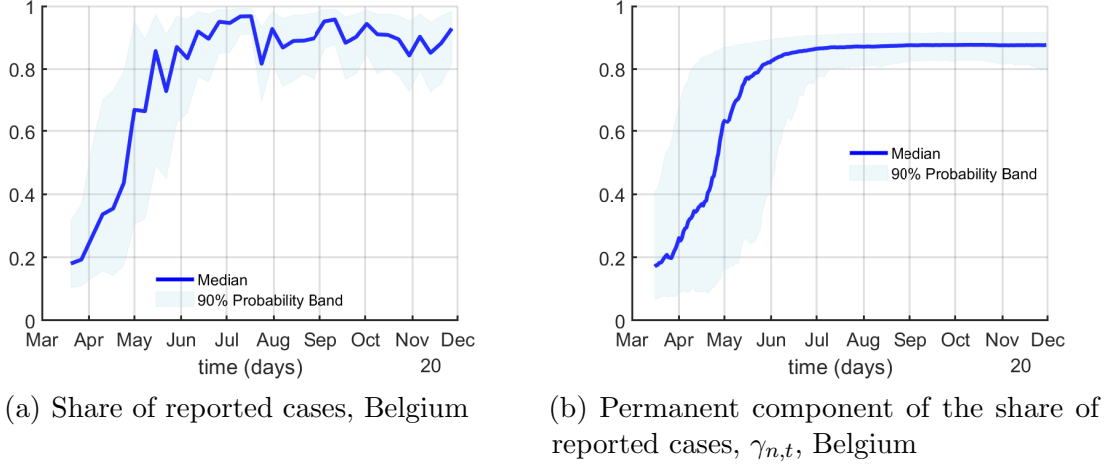 1
0.8
0.6
0.4
0.2
0
Mar Apr May Jun Jul Aug Sep Oct Nov Dec
20
time (days)
Median
90% Probability Band
(a) Share of reported cases, Belgium
1
0.8
0.6
0.4
0.2
0
Mar Apr May Jun Jul Aug Sep Oct Nov Dec
20
time (days)
Median
90% Probability Band
(b) Permanent component of the share of
reported cases, γn,t, Belgium